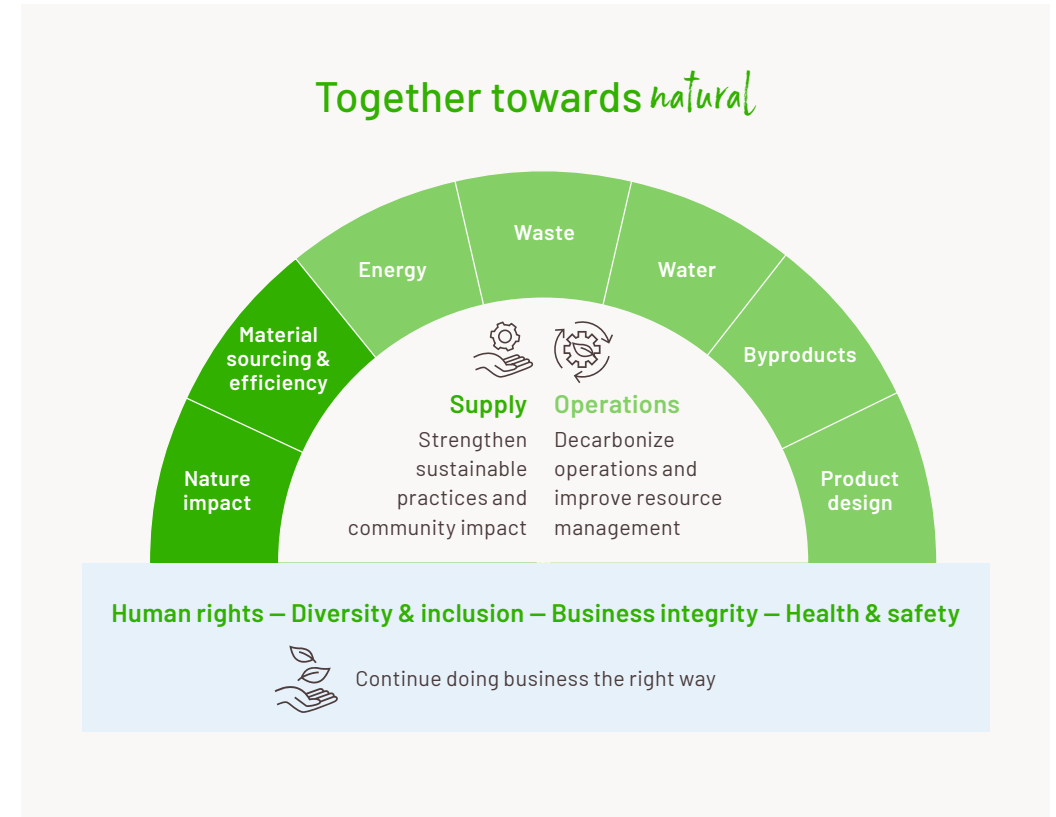 Together towards natural
Waste
Energy
Water
Material
sourcing &
efficiency
Byproducts
Nature
impact
Product
design
Supply
Strengthen
sustainable
practices and
community impact
Operations
Decarbonize
operations and
improve resource
management
Human rights — Diversity & inclusion — Business integrity — Health & safety
Continue doing business the right way